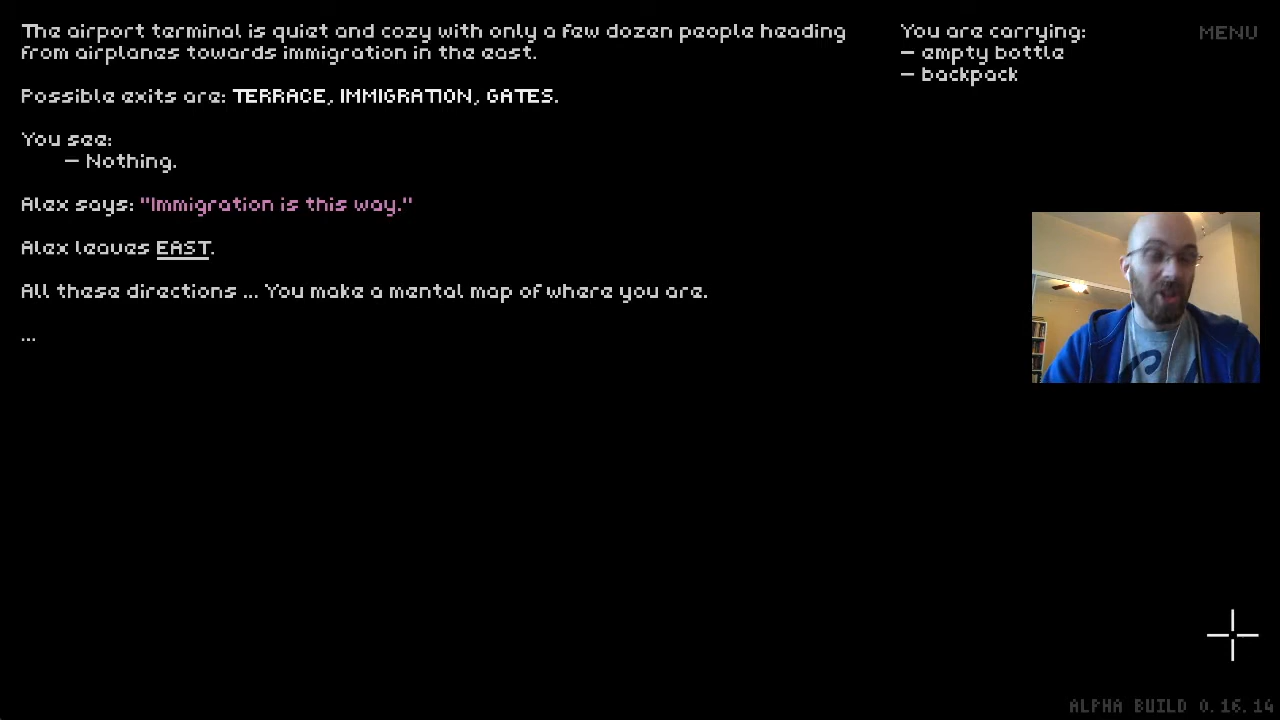 The airport terminal is quiet and cozy with only a few dozen people heading
from airplanes towards immigration in the east.
Possible exits are: TERRACE, IMMIGRATION, GATES.
You see:
– Nothing.
Alex says: "Immigration is this way."
Alex leaves EAST.
All these directions ... You make a mental map of where you are.
...
You are carrying:
– empty bottle
– backpack
MENU
ALPHA BUILD 0.16.14